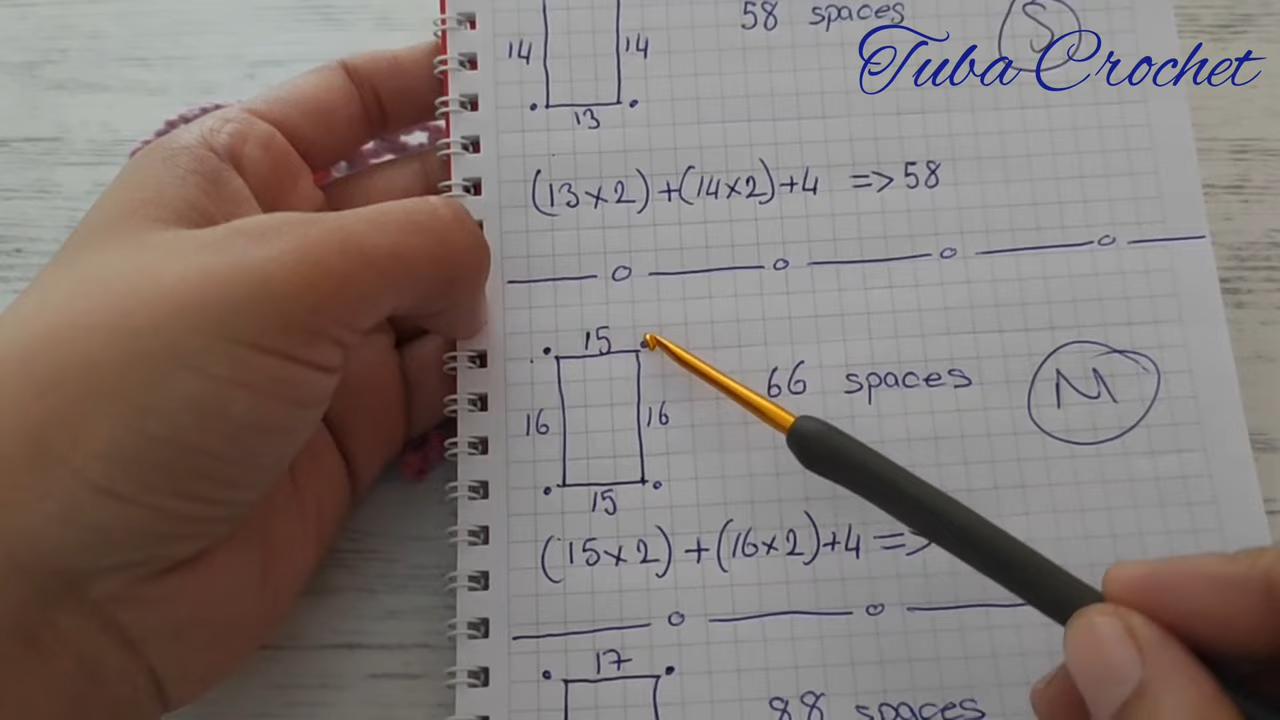 58 spaces
S
Tuba Crochet
14 14
13
(13x2)+(14x2)+4 =>58
15
16 16
66 spaces
M
15
(15x2)+(16x2)+4 =>
17
88 spaces